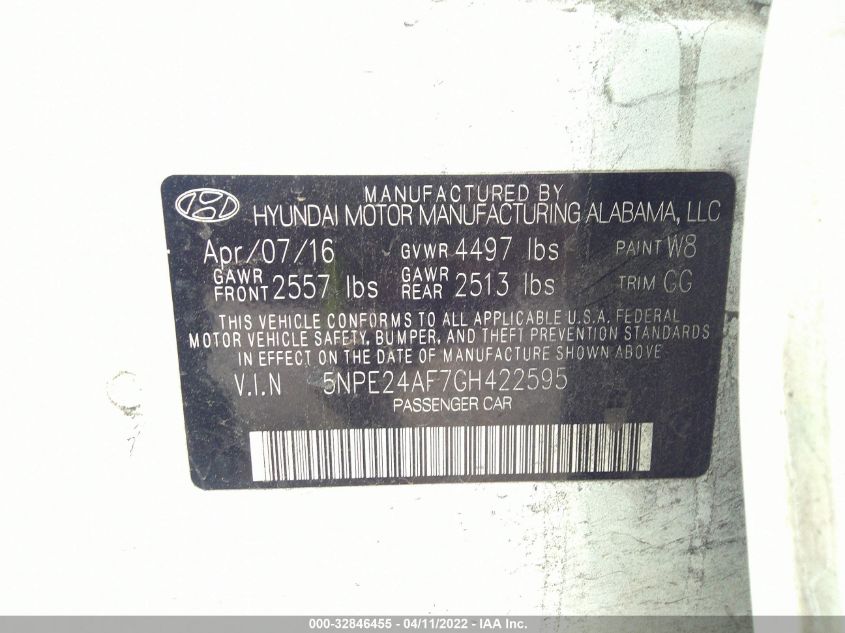 MANUFACTURED BY
HYUNDAI MOTOR MANUFACTURING ALABAMA, LLC
Apr/07/16 GVWR 4497 lbs PAINT W8
GAWR FRONT 2557 lbs GAWR REAR 2513 lbs TRIM GG
THIS VEHICLE CONFORMS TO ALL APPLICABLE U.S.A. FEDERAL
MOTOR VEHICLE SAFETY, BUMPER, AND THEFT PREVENTION STANDARDS
IN EFFECT ON THE DATE OF MANUFACTURE SHOWN ABOVE.
V.I.N 5NPE24AF7GH422595
PASSENGER CAR
000-32846455 - 04/11/2022 - IAA Inc.